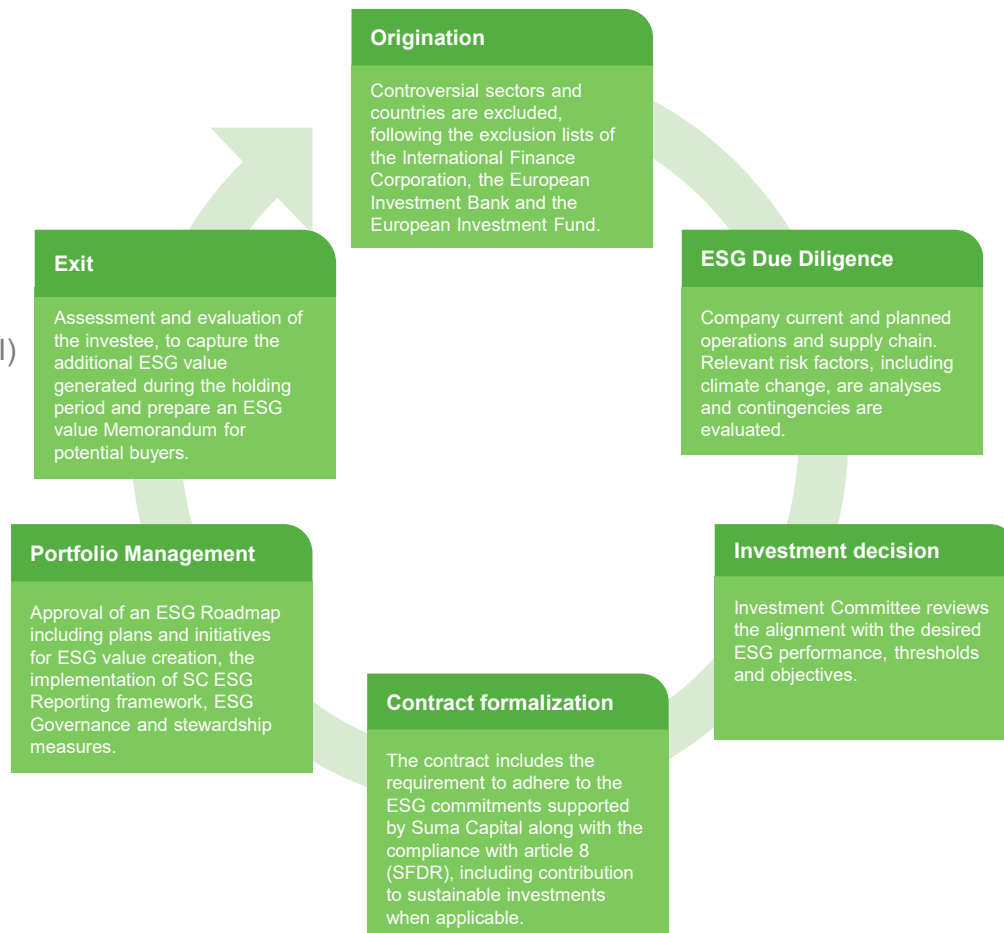 Origination
Controversial sectors and
countries are excluded,
following the exclusion lists of
the International Finance
Corporation, the European
Investment Bank and the
European Investment Fund.
ESG Due Diligence
Company current and planned
operations and supply chain.
Relevant risk factors, including
climate change, are analyses
and contingencies are
evaluated.
Investment decision
Investment Committee reviews
the alignment with the desired
ESG performance, thresholds
and objectives.
Contract formalization
The contract includes the
requirement to adhere to the
ESG commitments supported
by Suma Capital along with the
compliance with article 8
(SFDR), including contribution
to sustainable investments
when applicable.
Portfolio Management
Approval of an ESG Roadmap
including plans and initiatives
for ESG value creation, the
implementation of SC ESG
Reporting framework, ESG
Governance and stewardship
measures.
Exit
Assessment and evaluation of
the investee, to capture the
additional ESG value
generated during the holding
period and prepare an ESG
value Memorandum for
potential buyers.